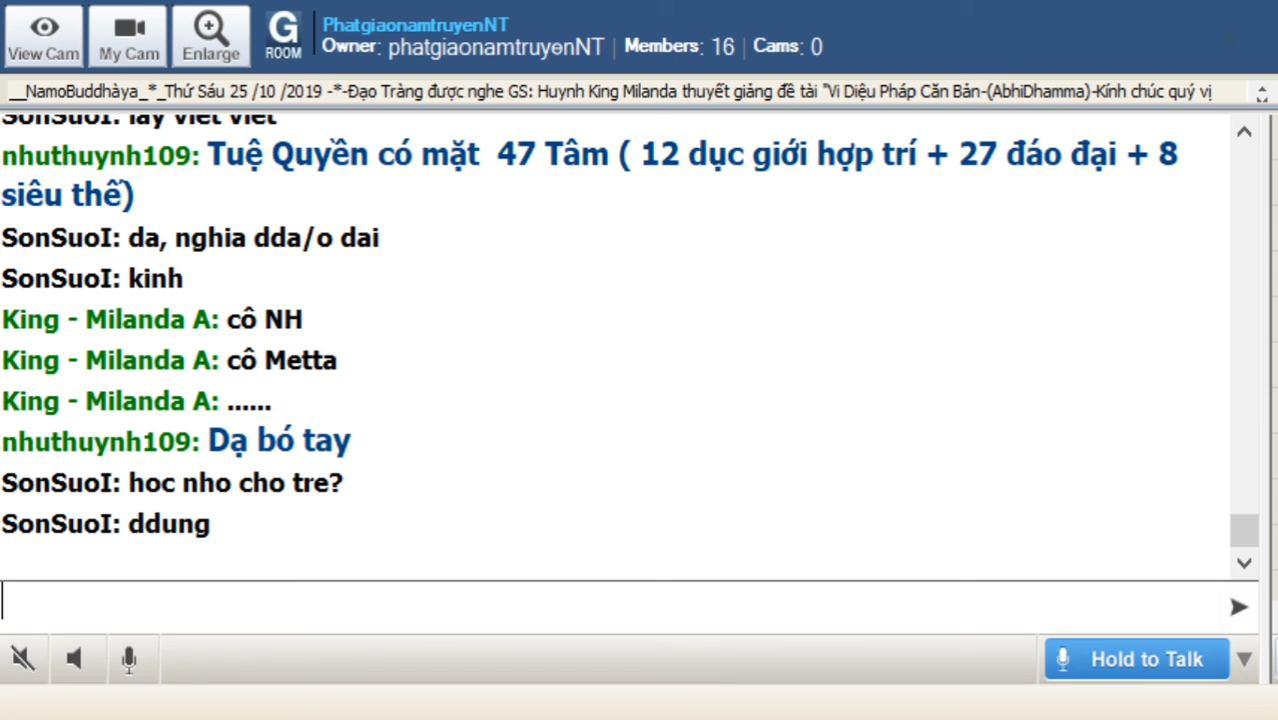 View Cam
My Cam
Enlarge
G
ROOM
PhatgiaonamtruyenNT
Owner: phatgiaonamtruyenNT | Members: 16 | Cams: 0
__NamoBuddhàya_*_Thứ Sáu 25 /10 /2019 -*-Đạo Tràng được nghe GS: Huynh King Milanda thuyết giảng đề tài "Vi Diệu Pháp Căn Bản-(AbhiDhamma)-Kính chúc quý vị
SonSuoI: lay viet viet
nhuthuynh109: Tuệ Quyền có mặt 47 Tâm ( 12 dục giới hợp trí + 27 đáo đại + 8
siêu thế)
SonSuoI: da, nghia dda/o dai
SonSuoI: kinh
King - Milanda A: cô NH
King - Milanda A: cô Metta
King - Milanda A: ......
nhuthuynh109: Dạ bó tay
SonSuoI: hoc nho cho tre?
SonSuoI: ddung
Hold to Talk